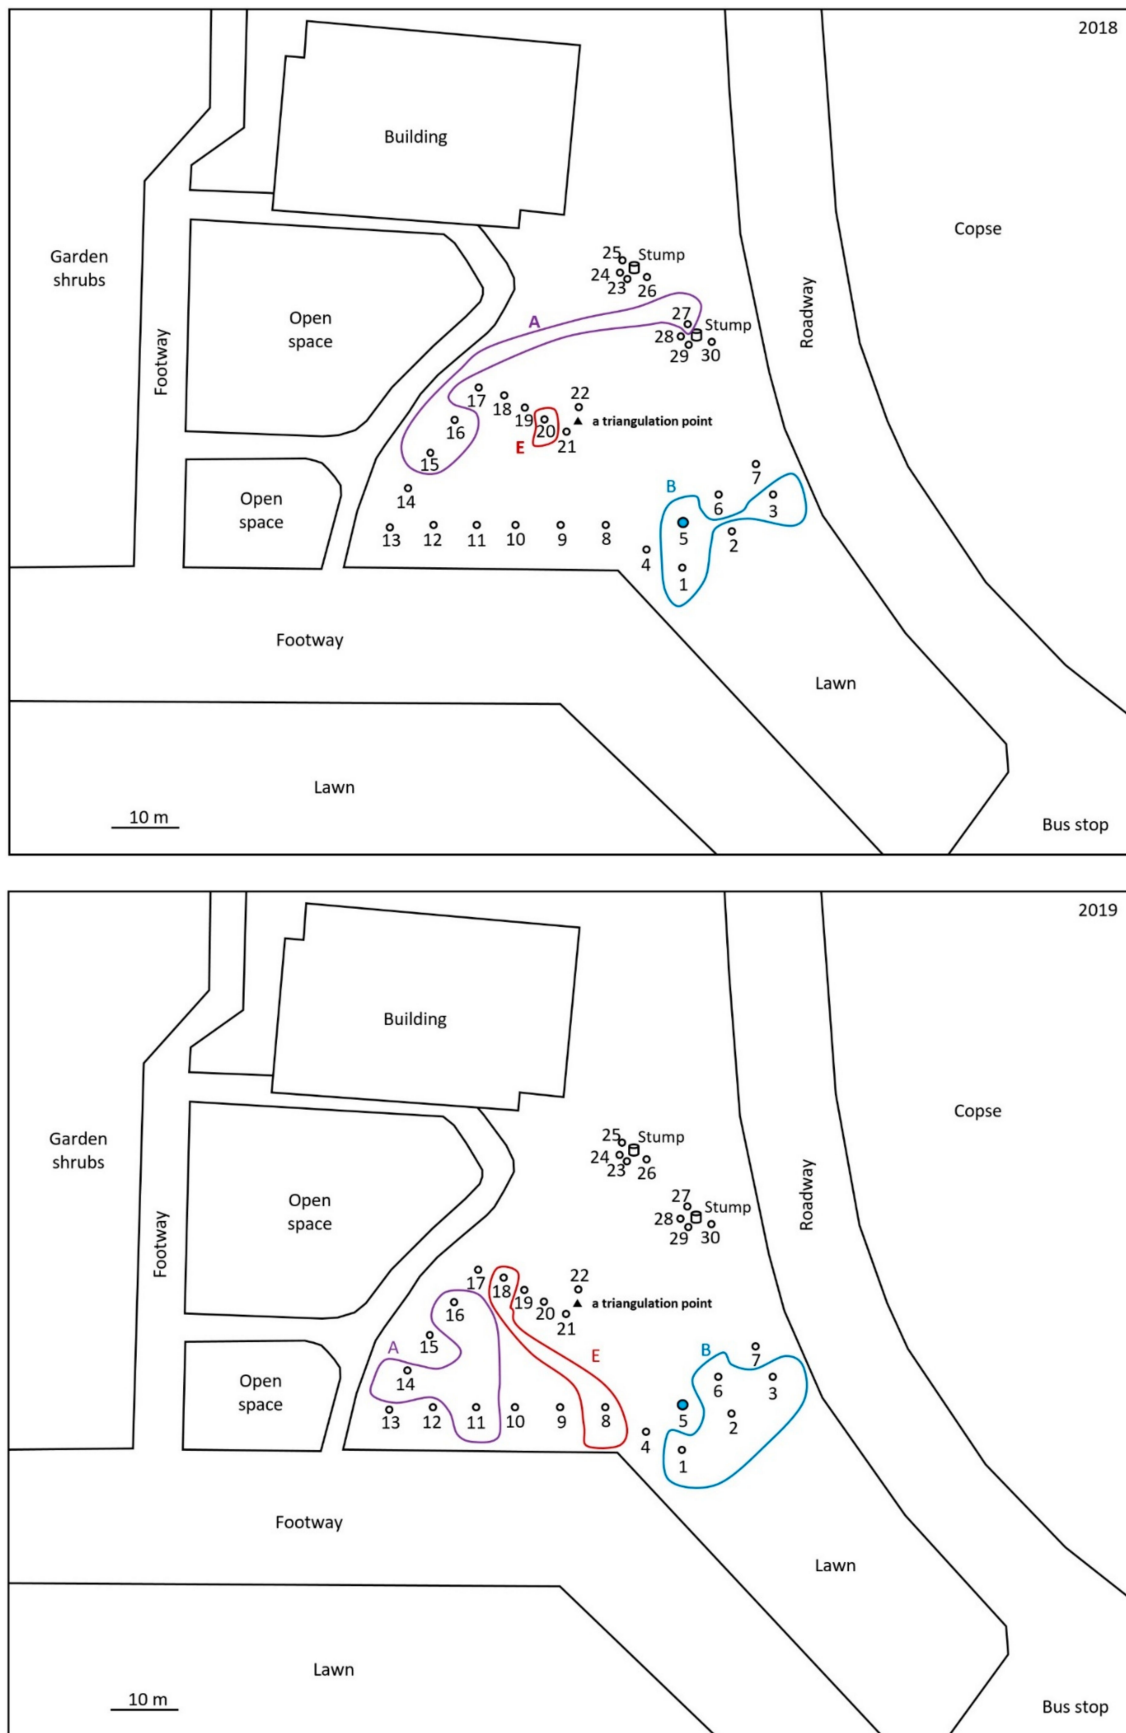 2018
Building
Garden
shrubs
Copse
25
Stump
24
23
26
Open
space
A
27
Stump
28
29
30
Roadway
Footway
17
18
22
19
20
a triangulation point
16
21
E
15
7
B
14
6
3
Open
space
5
2
13
12
11
10
9
8
4
1
Footway
Lawn
Lawn
10 m
Bus stop
2019
Building
Garden
shrubs
Copse
25
Stump
24
23
26
Open
space
27
Stump
28
29
30
Roadway
Footway
17
18
22
19
20
a triangulation point
16
21
15
A
E
B
7
14
6
3
Open
space
5
2
13
12
11
10
9
8
4
1
Footway
Lawn
Lawn
10 m
Bus stop